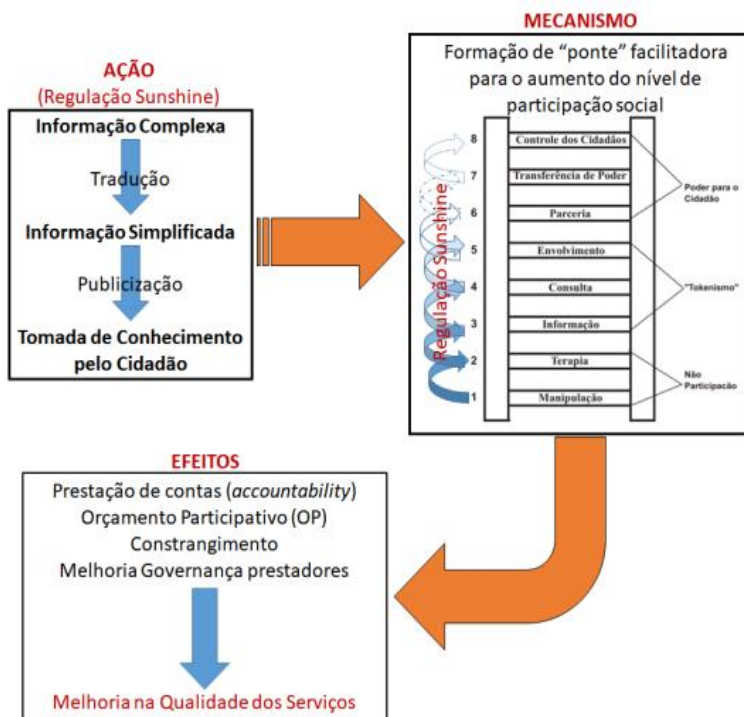 AÇÃO
(Regulação Sunshine)
Informação Complexa
Tradução
Informação Simplificada
Publicização
Tomada de Conhecimento
pelo Cidadão
MECANISMO
Formação de “ponte” facilitadora
para o aumento do nível de
participação social
Regulação Sunshine
8 Controle dos Cidadãos
7 Transferência de Poder
6 Parceria
5 Envolvimento
4 Consulta
3 Informação
2 Terapia
1 Manipulação
Poder para o
Cidadão
"Tokenismo"
Não
Participacão
EFEITOS
Prestação de contas (accountability)
Orçamento Participativo (OP)
Constrangimento
Melhoria Governança prestadores
Melhoria na Qualidade dos Serviços